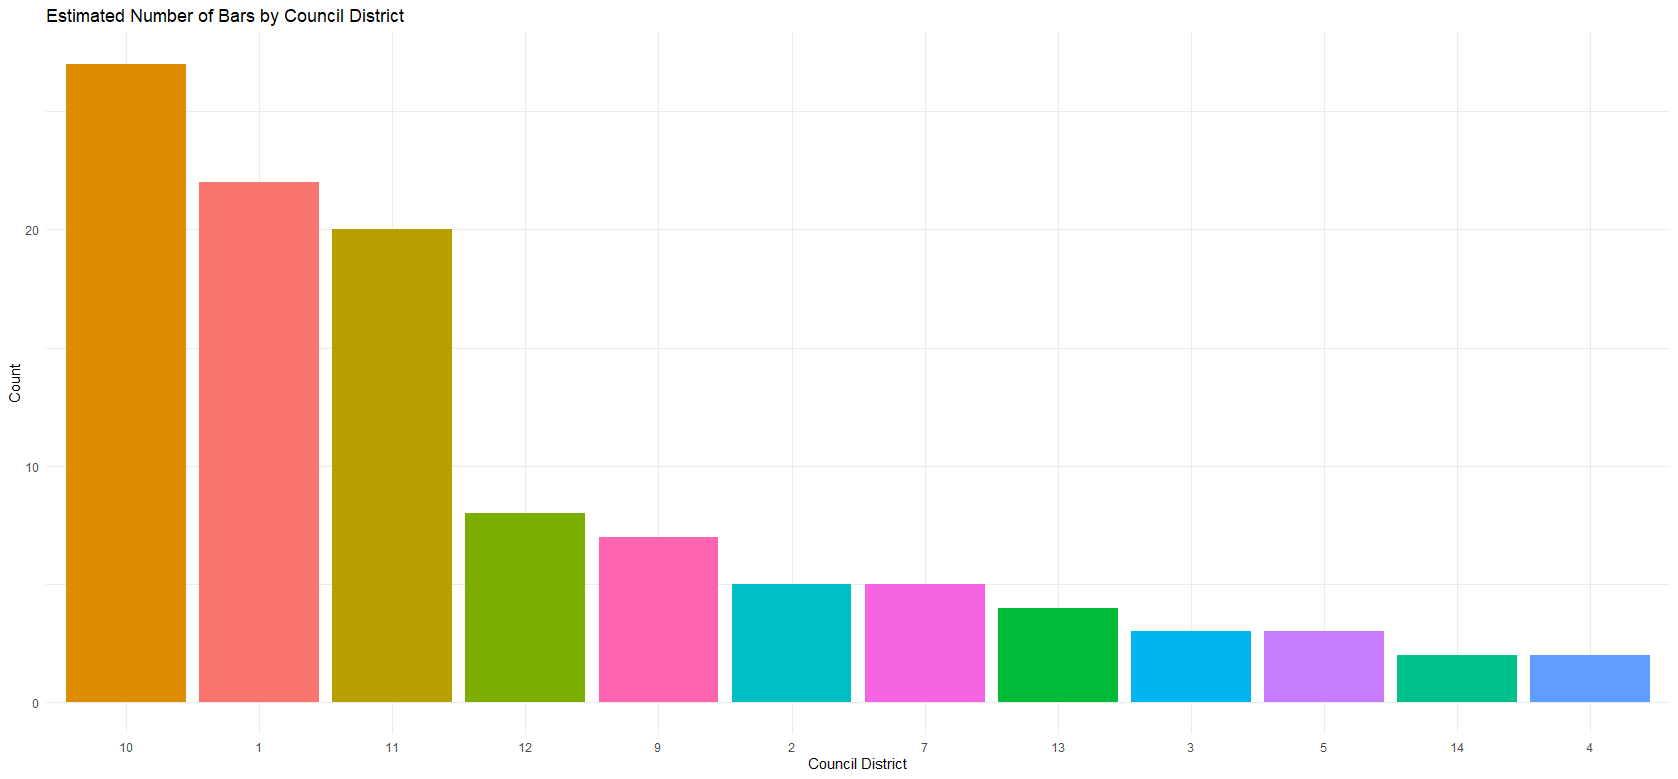 Estimated Number of Bars by Council District
Count
20
10
0
10 1 11 12 9 2 7 13 3 5 14 4
Council District